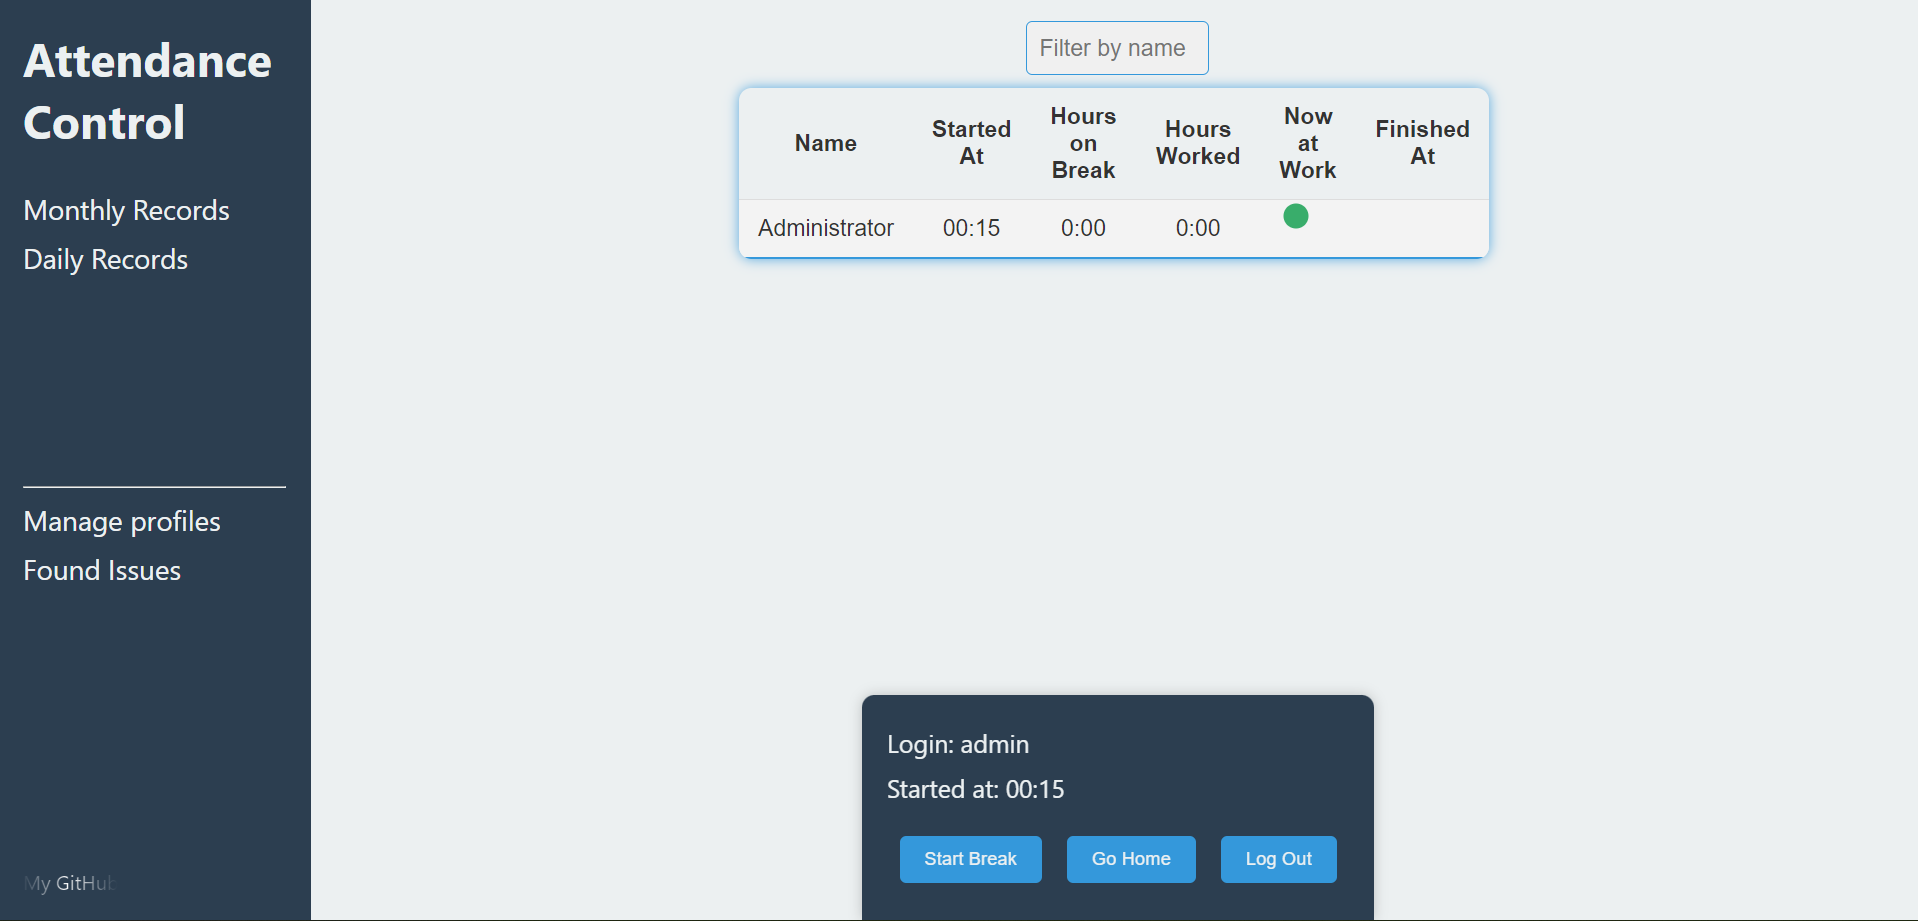 Attendance
Control
Monthly Records
Daily Records
Manage profiles
Found Issues
My GitHub
Filter by name
Name Started At Hours on Break Hours Worked Now at Work Finished At
Administrator 00:15 0:00 0:00
Login: admin
Started at: 00:15
Start Break Go Home Log Out